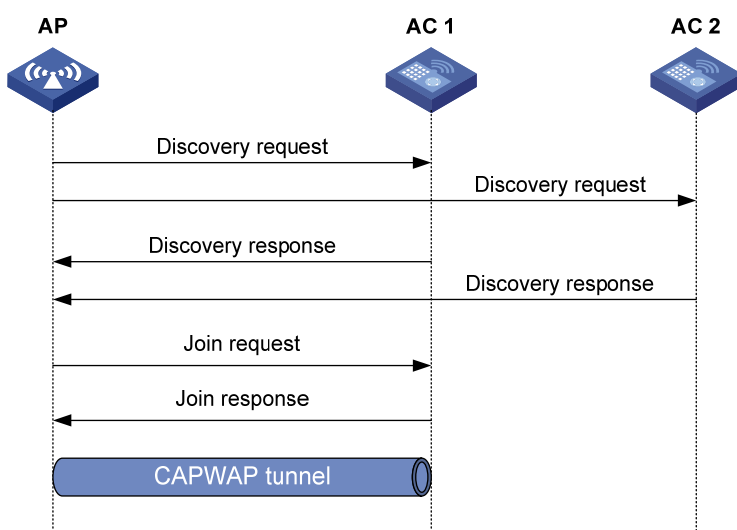 AP
AC 1
AC 2
Discovery request
Discovery request
Discovery response
Discovery response
Join request
Join response
CAPWAP tunnel